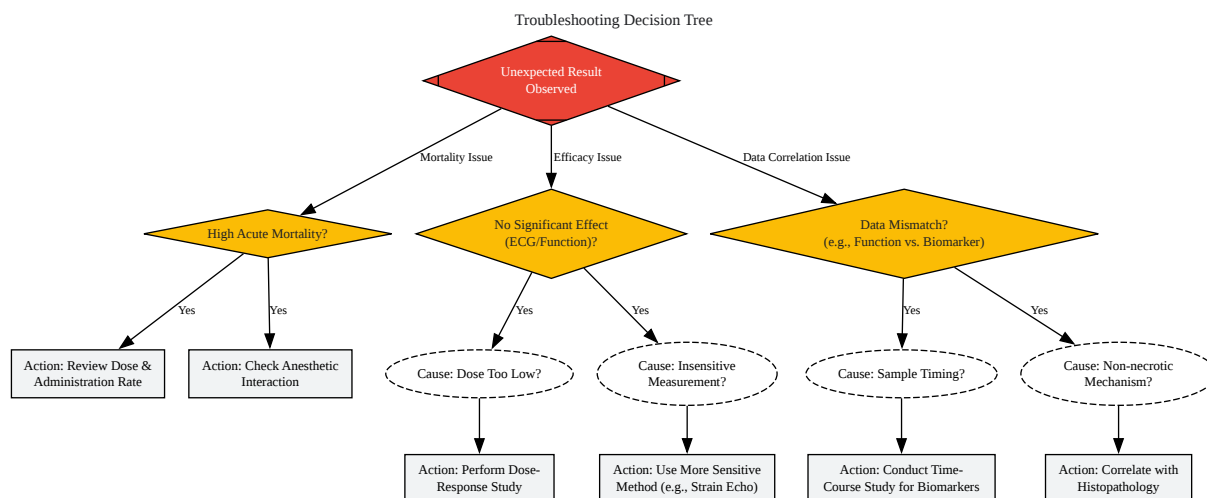 Troubleshooting Decision Tree
Unexpected Result
Observed
Mortality Issue
Efficacy Issue
Data Correlation Issue
High Acute Mortality?
No Significant Effect
(ECG/Function)?
Data Mismatch?
(e.g., Function vs. Biomarker)
Yes
Yes
Yes
Yes
Yes
Yes
Action: Review Dose &
Administration Rate
Action: Check Anesthetic
Interaction
Cause: Dose Too Low?
Cause: Insensitive
Measurement?
Cause: Sample Timing?
Cause: Non-necrotic
Mechanism?
Action: Perform Dose-
Response Study
Action: Use More Sensitive
Method (e.g., Strain Echo)
Action: Conduct Time-
Course Study for Biomarkers
Action: Correlate with
Histopathology